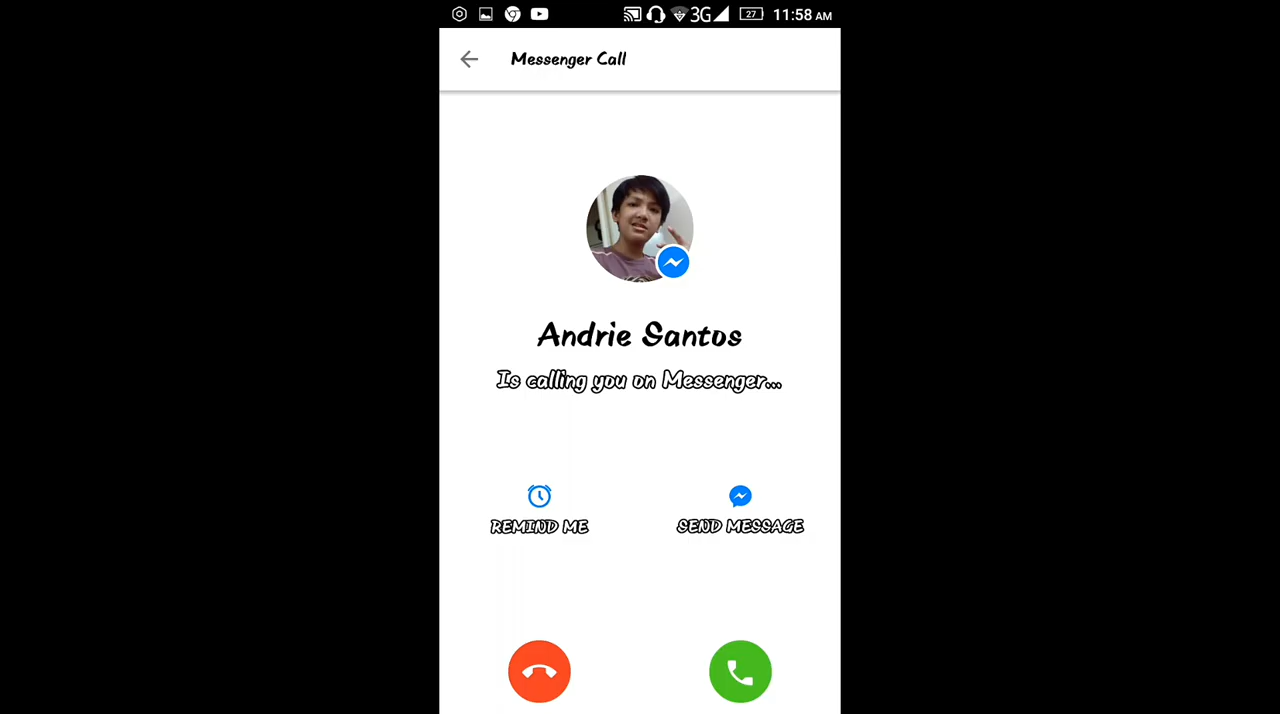 3G 27 11:58 AM
Messenger Call
Andrie Santos
Is calling you on Messenger...
REMIND ME
SEND MESSAGE